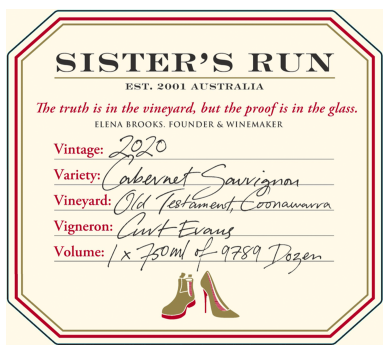 SISTER'S RUN
EST. 2001 AUSTRALIA
The truth is in the vineyard, but the proof is in the glass.
ELENA BROOKS. FOUNDER & WINEMAKER
Vintage: 2020
Variety: Cabernet Sauvignon
Vineyard: Old Testament, Coonawarra
Vigneron: Curt Evans
Volume: 1 x 750ml of 9789 Dozen